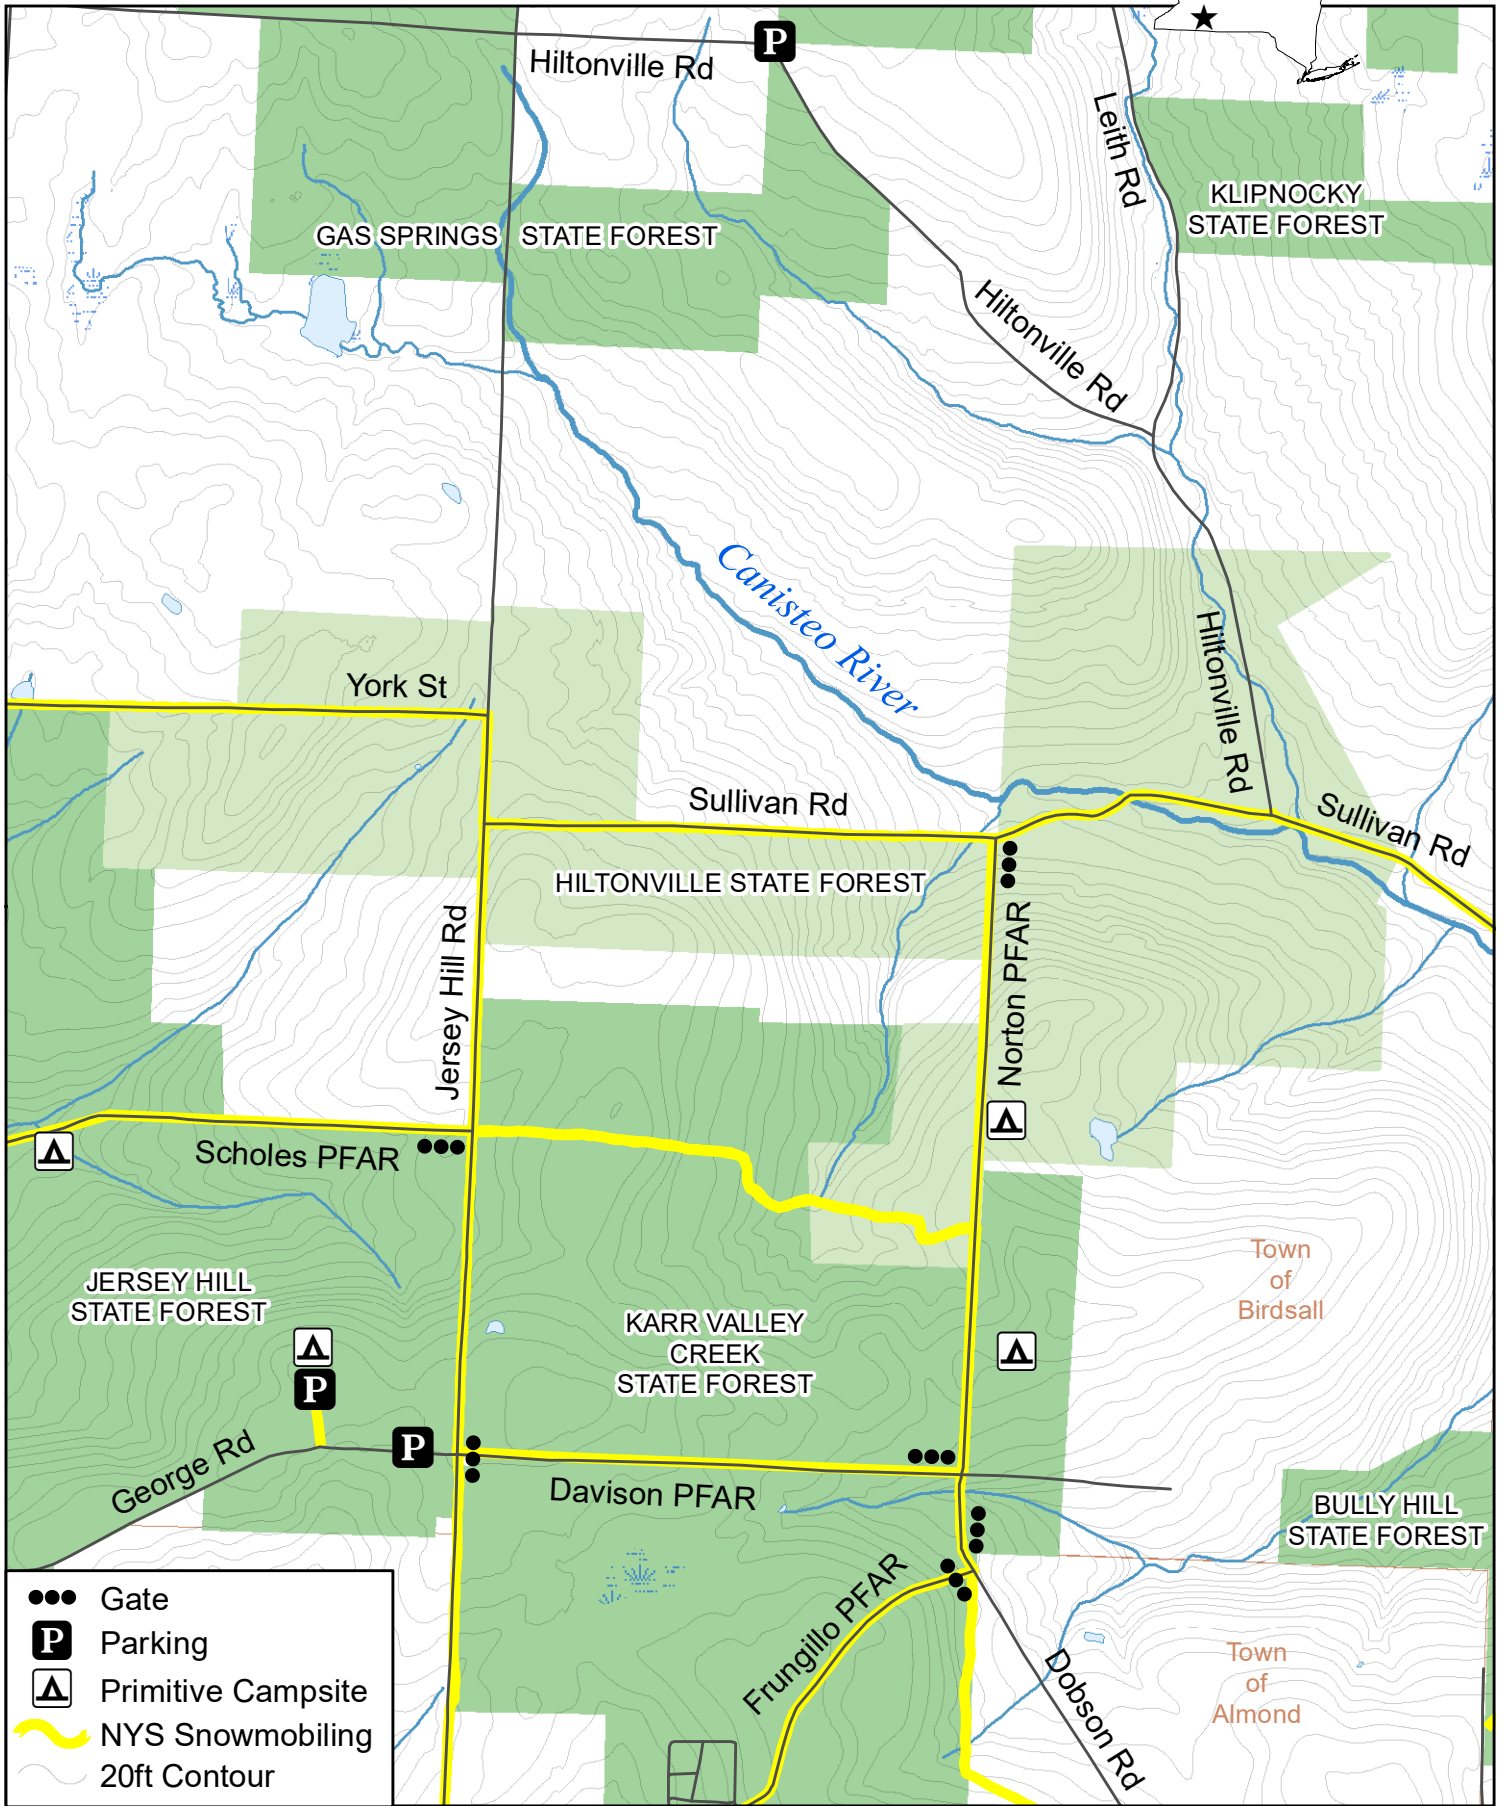 P
Hiltonville Rd
Leith Rd
KLIPNOCKY
STATE FOREST
GAS SPRINGS STATE FOREST
Hiltonville Rd
Canisteo River
Hiltonville Rd
York St
Sullivan Rd
Sullivan Rd
HILTONVILLE STATE FOREST
Jersey Hill Rd
Norton PFAR
Scholes PFAR
Town
of
Birdsall
JERSEY HILL
STATE FOREST
KARR VALLEY
CREEK
STATE FOREST
P
P
George Rd
Davison PFAR
BULLY HILL
STATE FOREST
Frungillo PFAR
Dobson Rd
Town
of
Almond
Gate
P Parking
Primitive Campsite
NYS Snowmobiling
20ft Contour